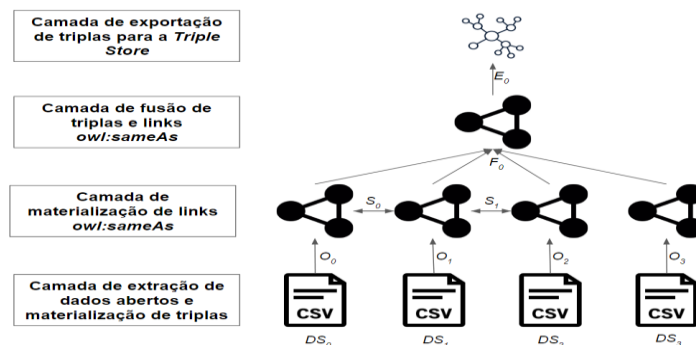 Camada de exportação
de triplas para a Triple
Store
E0
Camada de fusão de
triplas e links
owl:sameAs
F0
Camada de
materialização de links
owl:sameAs
S0
S1
O0
O1
O2
O3
Camada de extração de
dados abertos e
materialização de triplas
CSV
CSV
CSV
CSV
DS0
DS1
DS2
DS3